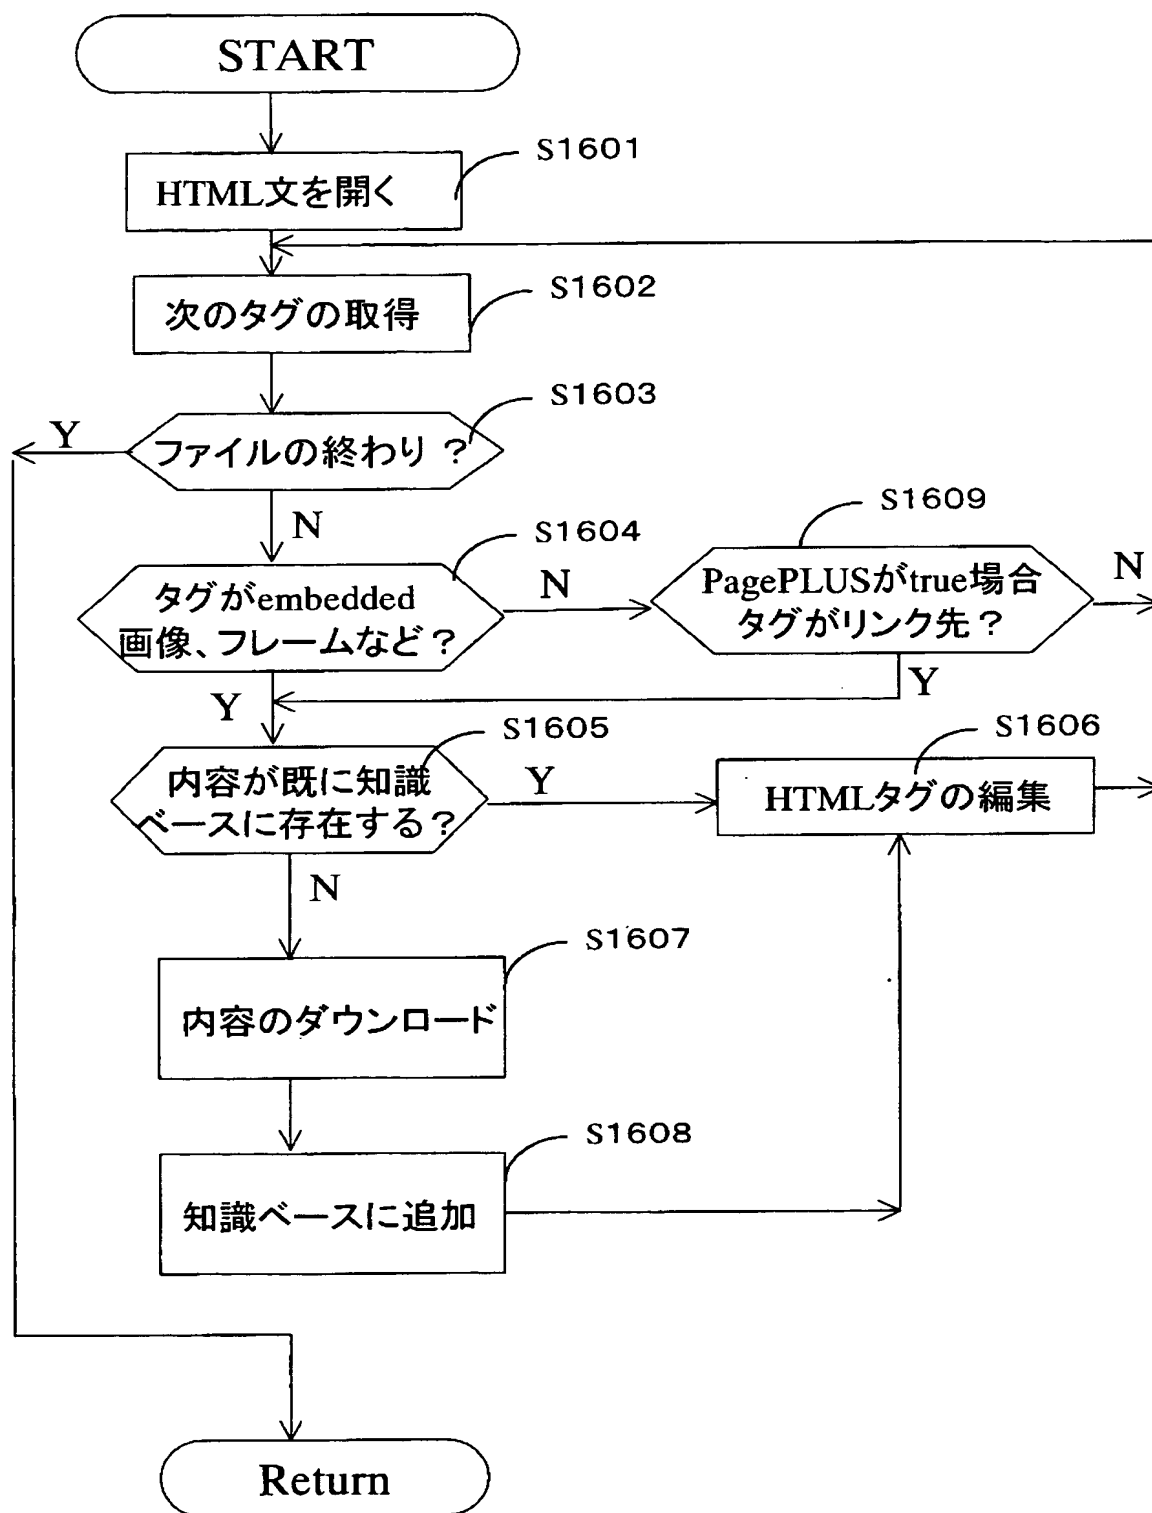 START
S1601
HTML文を開く
S1602
次のタグの取得
S1603
Y
ファイルの終わり ?
N
S1604
S1609
タグがembedded
画像、フレームなど?
N
PagePLUSがtrue場合
タグがリンク先?
N
Y
Y
S1605
S1606
内容が既に知識
ベースに存在する?
Y
HTMLタグの編集
N
S1607
内容のダウンロード
S1608
知識ベースに追加
Return